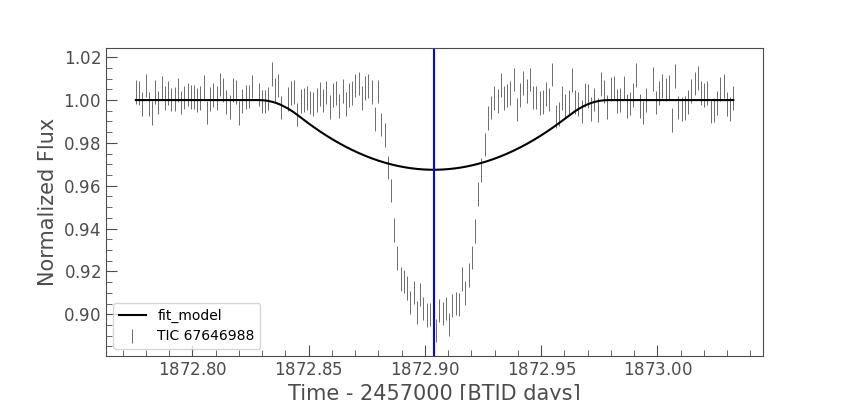 1.02
1.00
0.98
0.96
0.94
0.92
0.90
Normalized Flux
fit_model
TIC 67646988
1872.80 1872.85 1872.90 1872.95 1873.00
Time - 2457000 [BTJD days]